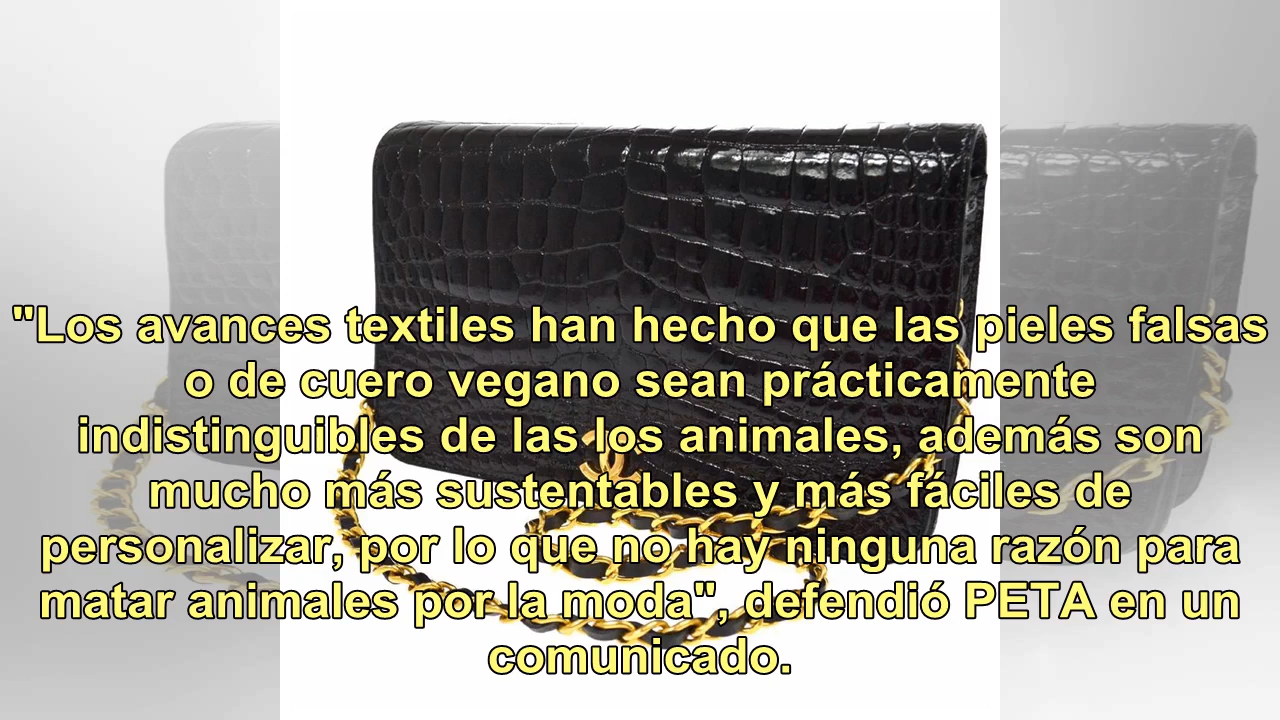 "Los avances textiles han hecho que las pieles falsas
o de cuero vegano sean prácticamente
indistinguibles de las los animales, además son
mucho más sustentables y más fáciles de
personalizar, por lo que no hay ninguna razón para
matar animales por la moda", defendió PETA en un
comunicado.